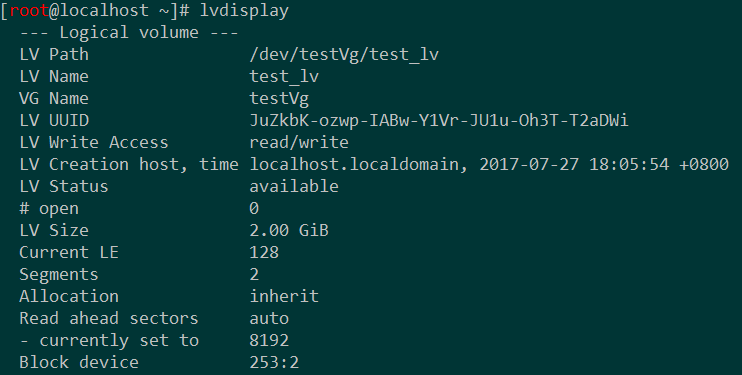 [root@localhost ~]# lvdisplay
--- Logical volume ---
LV Path                /dev/testVg/test_lv
LV Name                test_lv
VG Name                testVg
LV UUID                JuZkbK-ozwp-IABw-Y1Vr-JU1u-Oh3T-T2aDWi
LV Write Access        read/write
LV Creation host, time localhost.localdomain, 2017-07-27 18:05:54 +0800
LV Status              available
# open                 0
LV Size                2.00 GiB
Current LE             128
Segments               2
Allocation             inherit
Read ahead sectors     auto
- currently set to     8192
Block device           253:2